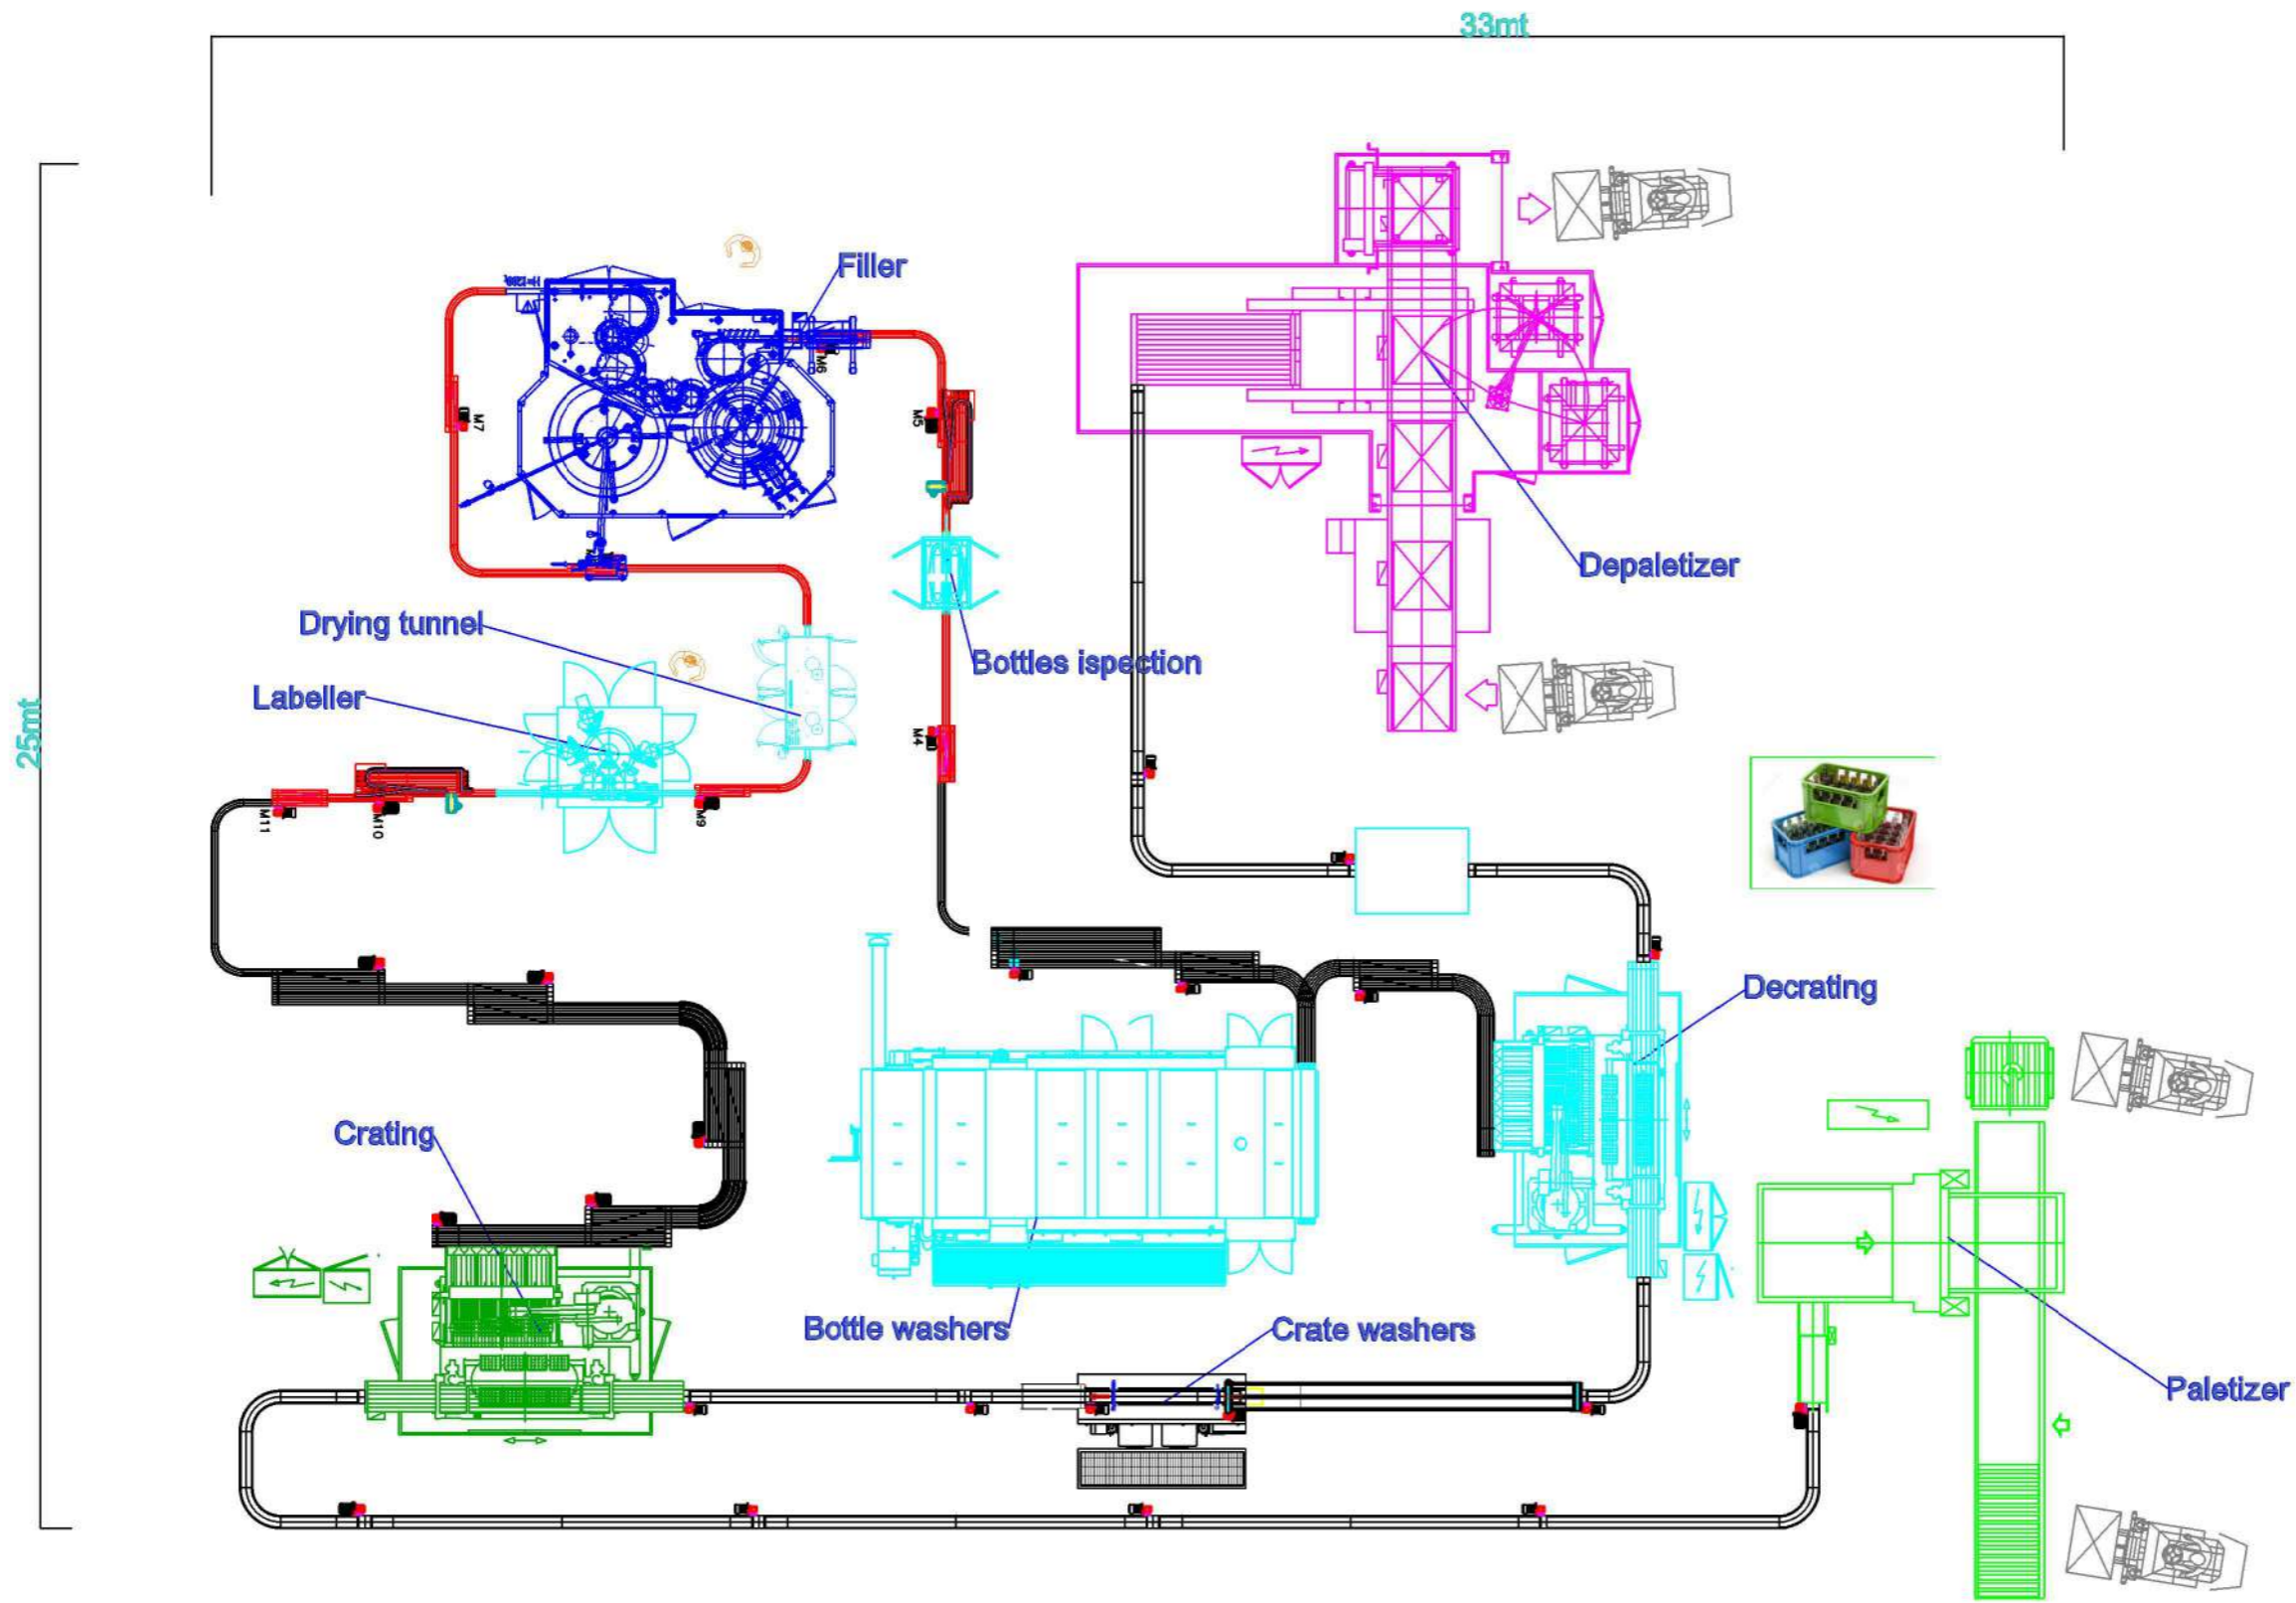 33mt
Filler
H=1200
M6
M7
M5
Depaletizer
Drying tunnel
Bottles ispection
Labeller
25mt
M4
M11
M10
M9
Decrating
Crating
Bottle washers
Crate washers
Paletizer